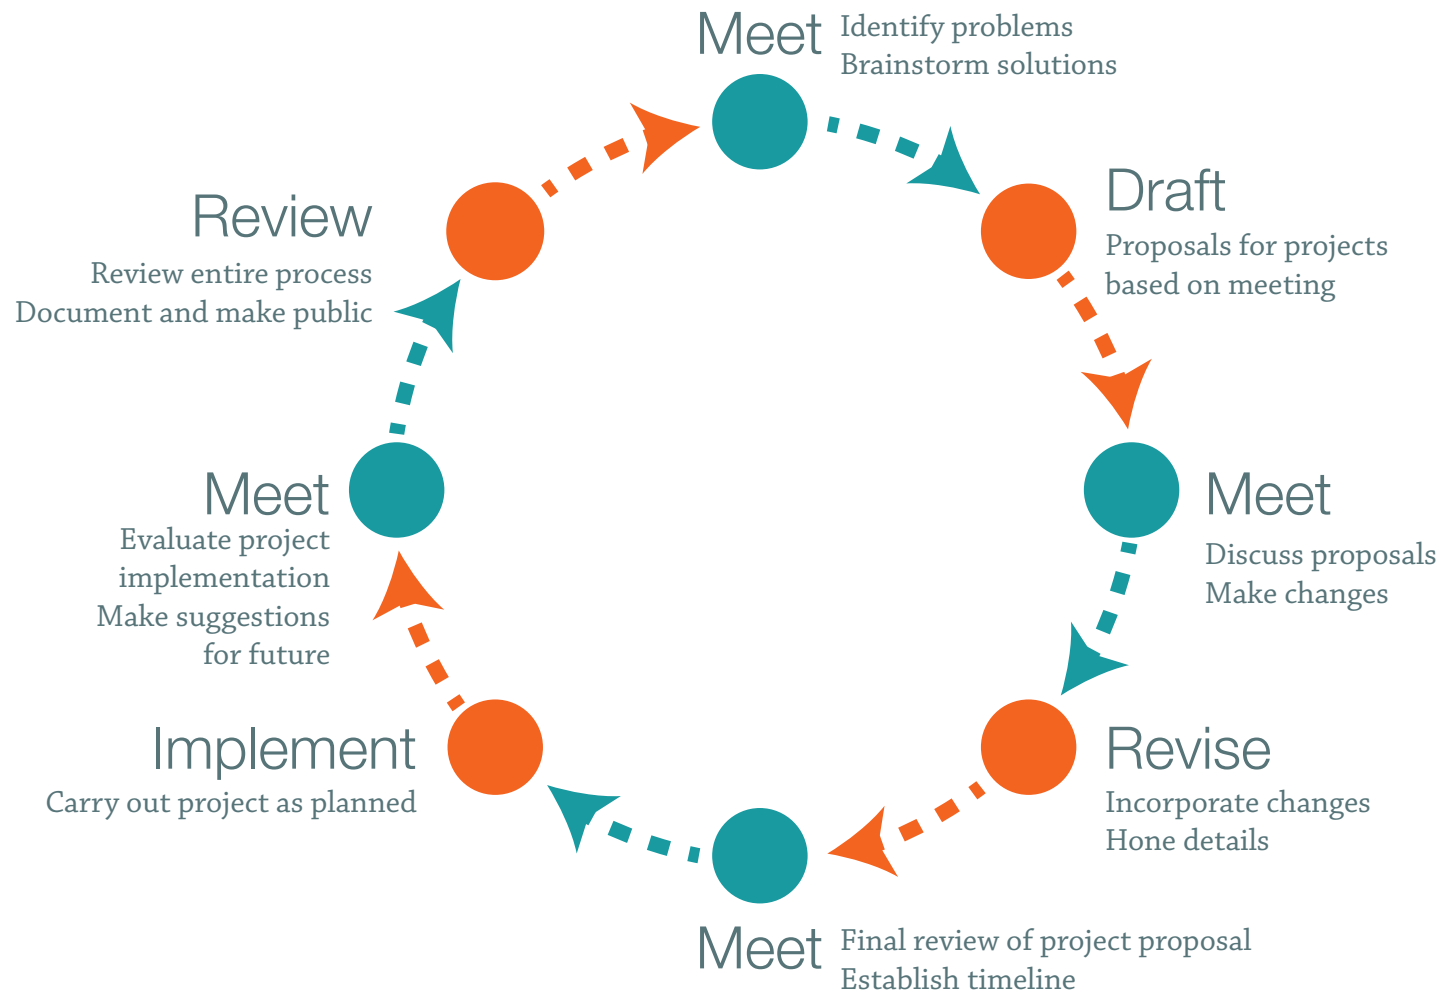 Meet
Identify problems
Brainstorm solutions
Draft
Proposals for projects
based on meeting
Meet
Discuss proposals
Make changes
Revise
Incorporate changes
Hone details
Meet
Final review of project proposal
Establish timeline
Implement
Carry out project as planned
Meet
Evaluate project
implementation
Make suggestions
for future
Review
Review entire process
Document and make public